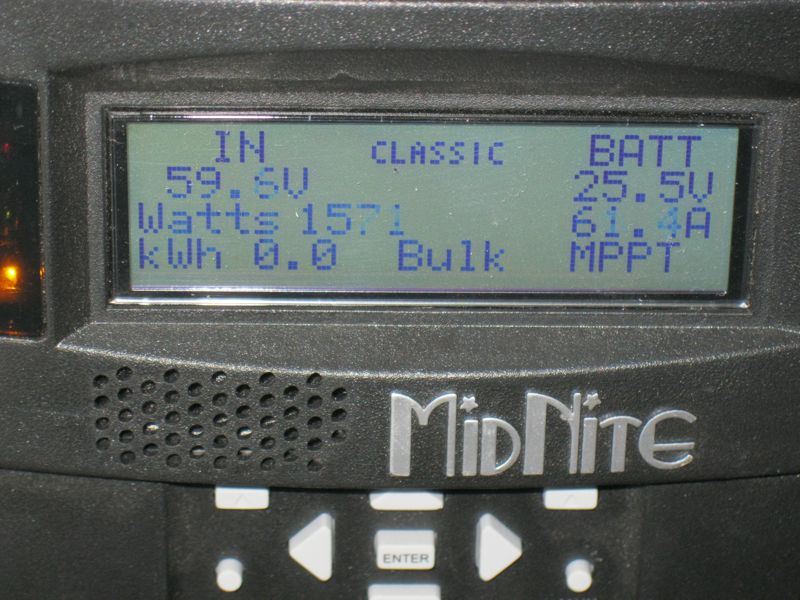 IN CLASSIC BATT
59.6V 25.5V
Watts 1571 61.4A
kWh 0.0 Bulk MPPT
MIDNITE
ENTER